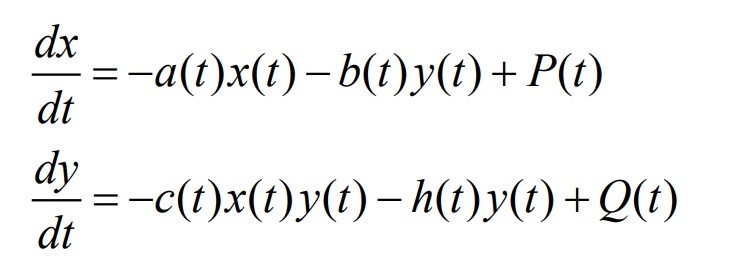 dx/dt = −a(t)x(t) − b(t)y(t) + P(t)
dy/dt = −c(t)x(t)y(t) − h(t)y(t) + Q(t)